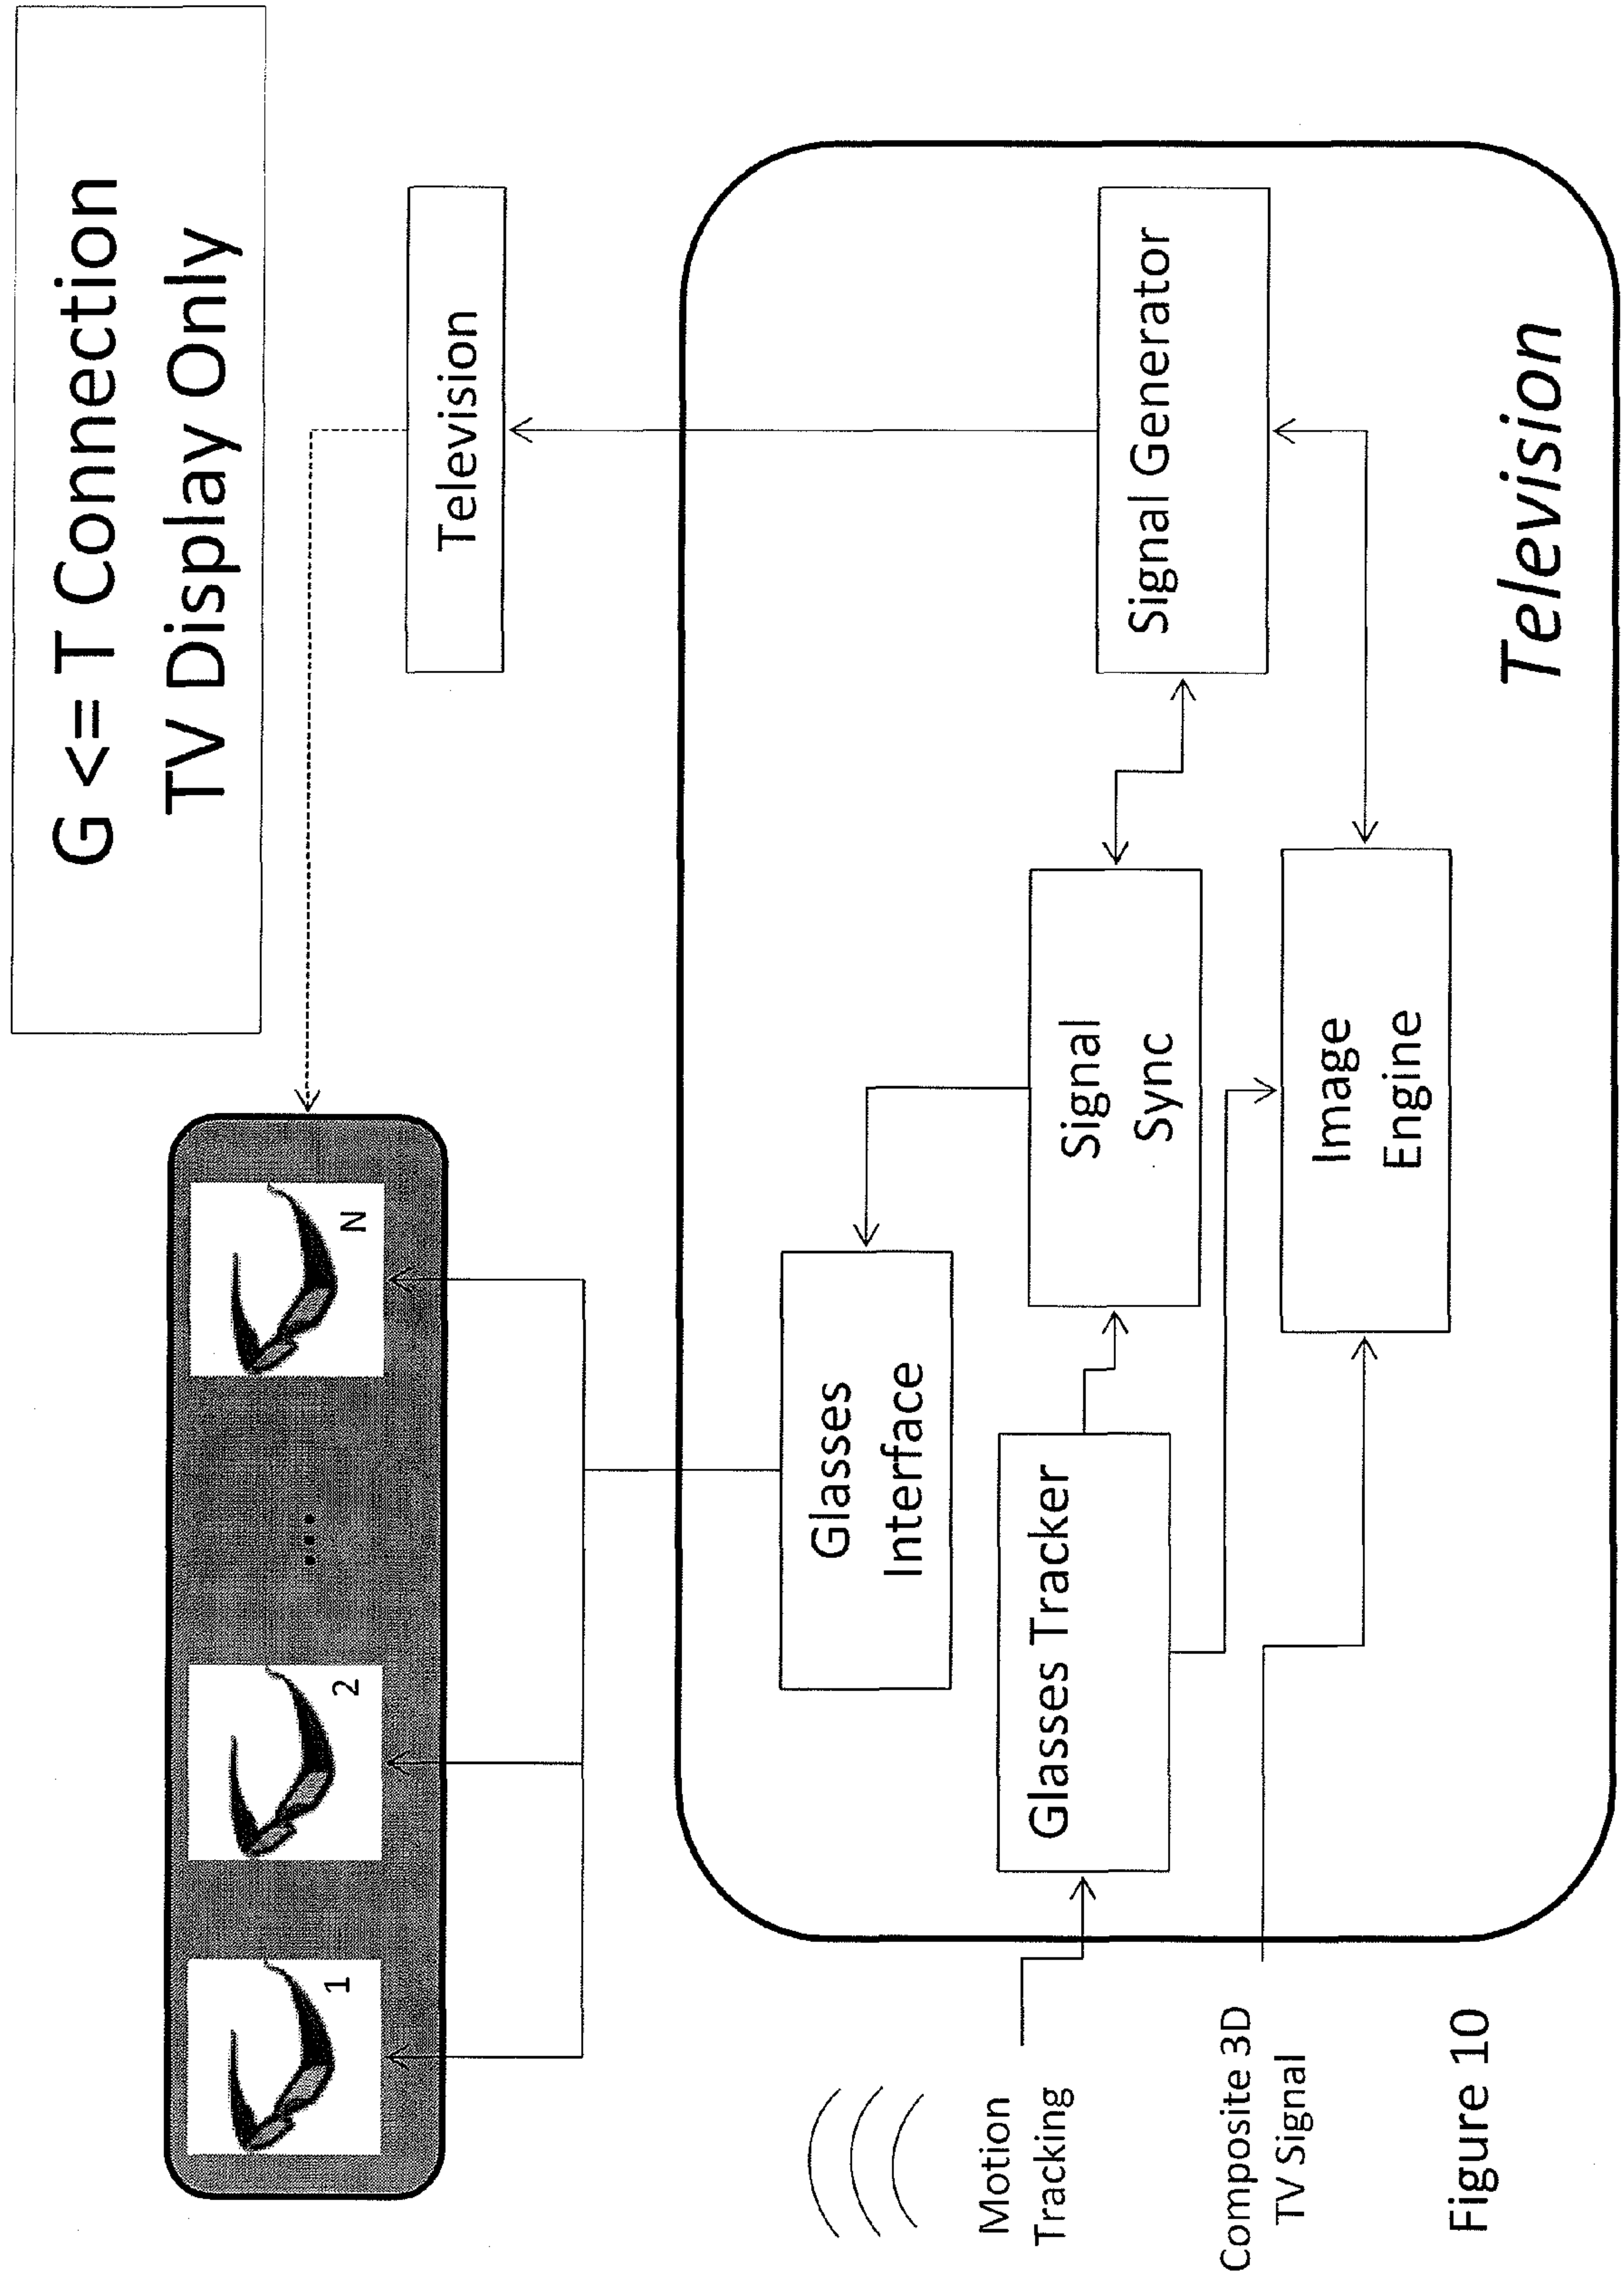 G <= T Connection
TV Display Only
1
2
...
N
Television
Glasses
Interface
Signal
Sync
Signal Generator
Glasses Tracker
Image
Engine
Motion
Tracking
Composite 3D
TV Signal
Television
Figure 10